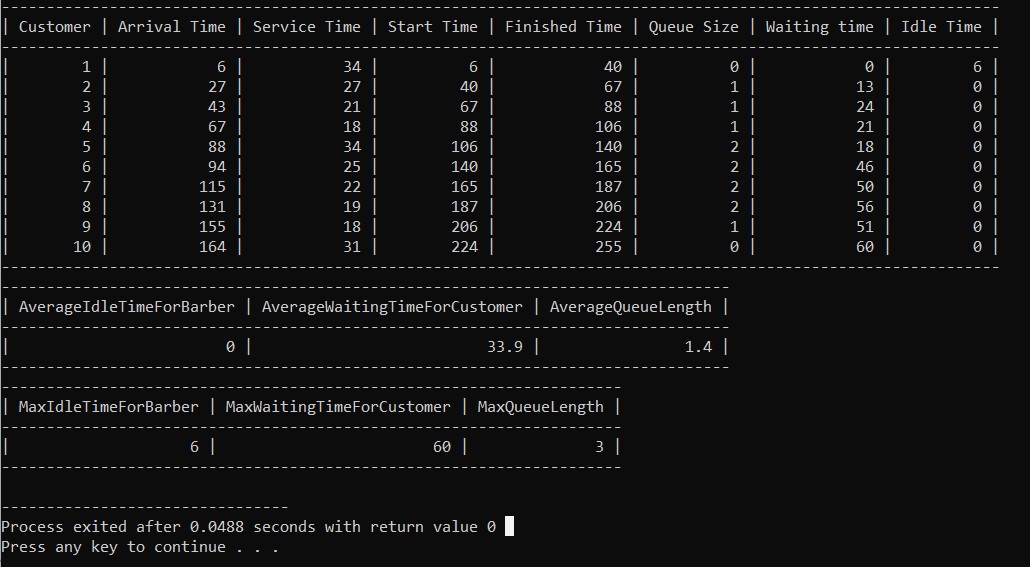 ---------------------------------------------------------------------------------------------------------------
| Customer | Arrival Time | Service Time | Start Time | Finished Time | Queue Size | Waiting time | Idle Time |
---------------------------------------------------------------------------------------------------------------
|        1 |            6 |           34 |          6 |            40 |          0 |            0 |         6 |
|        2 |           27 |           27 |         40 |            67 |          1 |           13 |         0 |
|        3 |           43 |           21 |         67 |            88 |          1 |           24 |         0 |
|        4 |           67 |           18 |         88 |           106 |          1 |           21 |         0 |
|        5 |           88 |           34 |        106 |           140 |          2 |           18 |         0 |
|        6 |           94 |           25 |        140 |           165 |          2 |           46 |         0 |
|        7 |          115 |           22 |        165 |           187 |          2 |           50 |         0 |
|        8 |          131 |           19 |        187 |           206 |          2 |           56 |         0 |
|        9 |          155 |           18 |        206 |           224 |          1 |           51 |         0 |
|       10 |          164 |           31 |        224 |           255 |          0 |           60 |         0 |
---------------------------------------------------------------------------------------------------------------
---------------------------------------------------------------------------------
| AverageIdleTimeForBarber | AverageWaitingTimeForCustomer | AverageQueueLength |
---------------------------------------------------------------------------------
|                        0 |                          33.9 |                1.4 |
---------------------------------------------------------------------------------
---------------------------------------------------------------------
| MaxIdleTimeForBarber | MaxWaitingTimeForCustomer | MaxQueueLength |
---------------------------------------------------------------------
|                    6 |                        60 |              3 |
---------------------------------------------------------------------
--------------------------------
Process exited after 0.0488 seconds with return value 0
Press any key to continue . . .